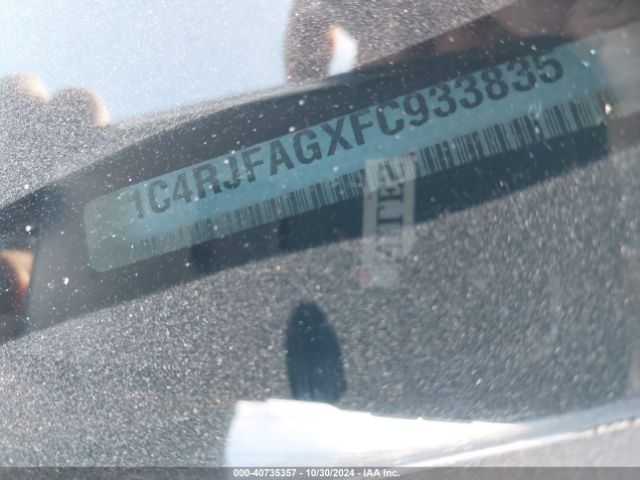 1C4RJFAGXFC933835
000-40735357 - 10/30/2024 - IAA Inc.